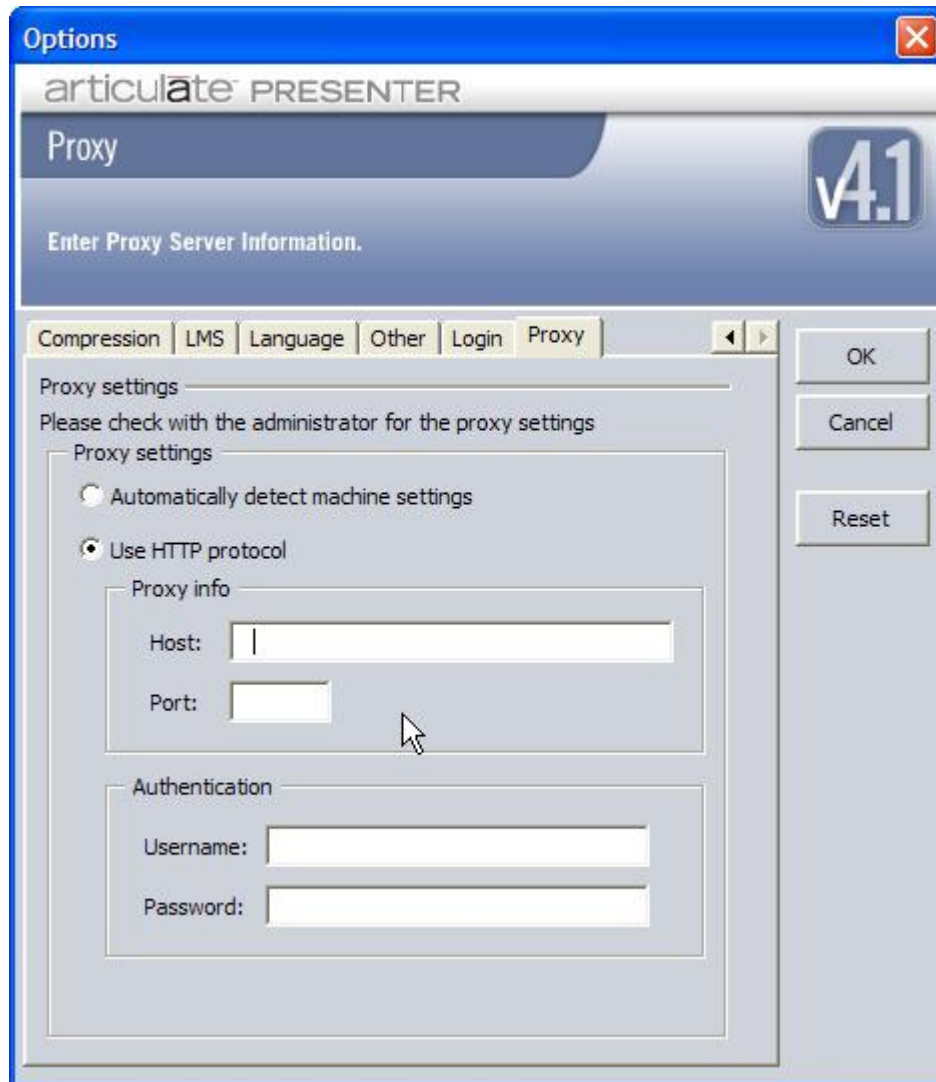 Options
articulāte PRESENTER
Proxy
v4.1
Enter Proxy Server Information.
Compression LMS Language Other Login Proxy
OK
Proxy settings
Please check with the administrator for the proxy settings
Cancel
Proxy settings
Automatically detect machine settings
Reset
Use HTTP protocol
Proxy info
Host:
Port:
Authentication
Username:
Password: